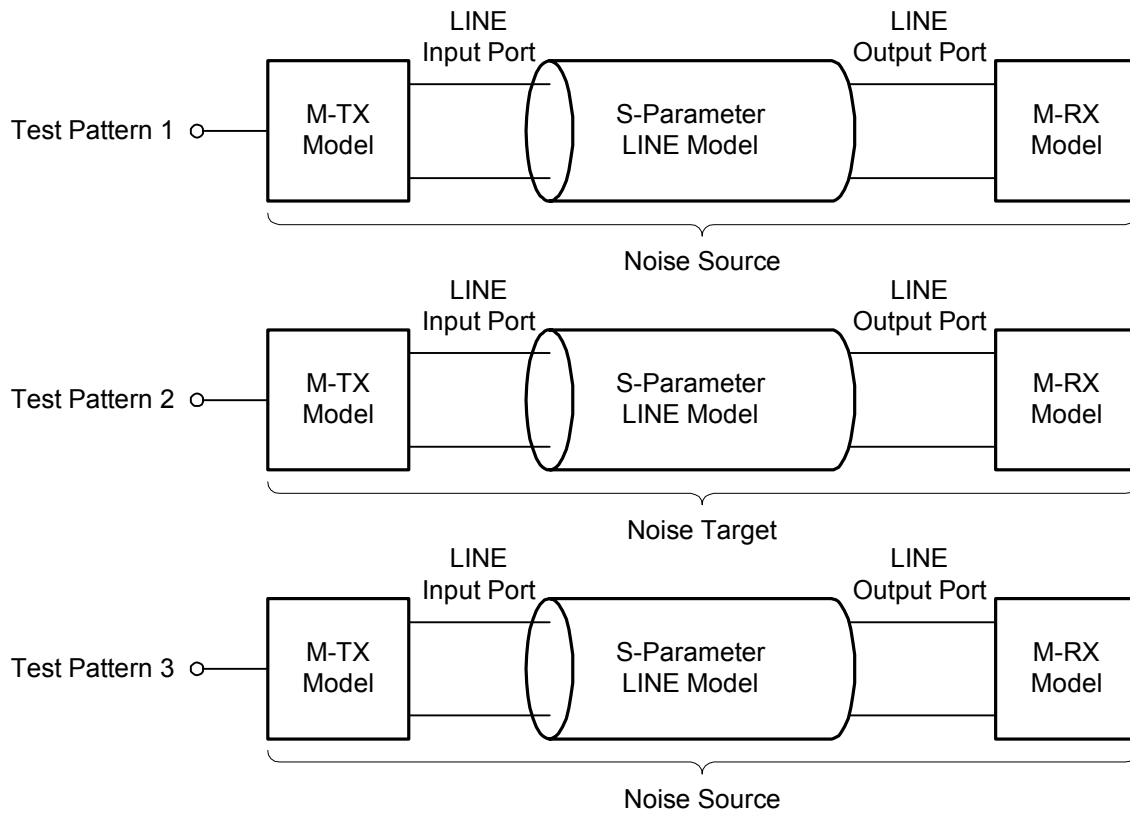 LINE
Input Port
LINE
Output Port
Test Pattern 1
M-TX
Model
S-Parameter
LINE Model
M-RX
Model
Noise Source
LINE
Input Port
LINE
Output Port
Test Pattern 2
M-TX
Model
S-Parameter
LINE Model
M-RX
Model
Noise Target
LINE
Input Port
LINE
Output Port
Test Pattern 3
M-TX
Model
S-Parameter
LINE Model
M-RX
Model
Noise Source